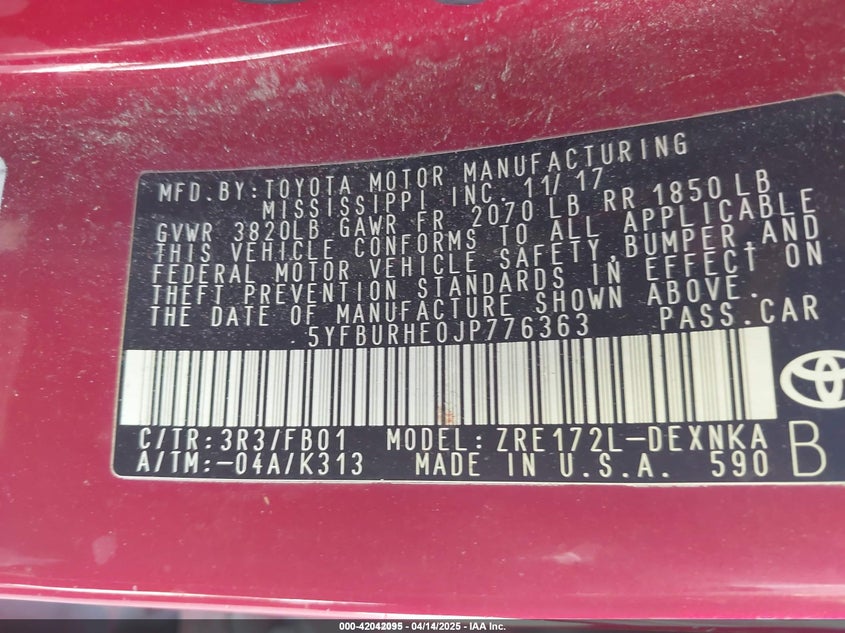 MFD.BY:TOYOTA MOTOR MANUFACTURING
MISSISSIPPI INC. 11/17
GVWR 3820LB GAWR FR 2070 LB RR 1850 LB
THIS VEHICLE CONFORMS TO ALL APPLICABLE
FEDERAL MOTOR VEHICLE SAFETY,BUMPER,AND
THEFT PREVENTION STANDARDS IN EFFECT ON
THE DATE OF MANUFACTURE SHOWN ABOVE.
5YFBURHE0JP776363 PASS.CAR
C/TR:3R3/FB01 MODEL:ZRE172L-DEXNKA
A/TM:-04A/K313 MADE IN U.S.A. 590 B
000-42042095 - 04/14/2025 - IAA Inc.